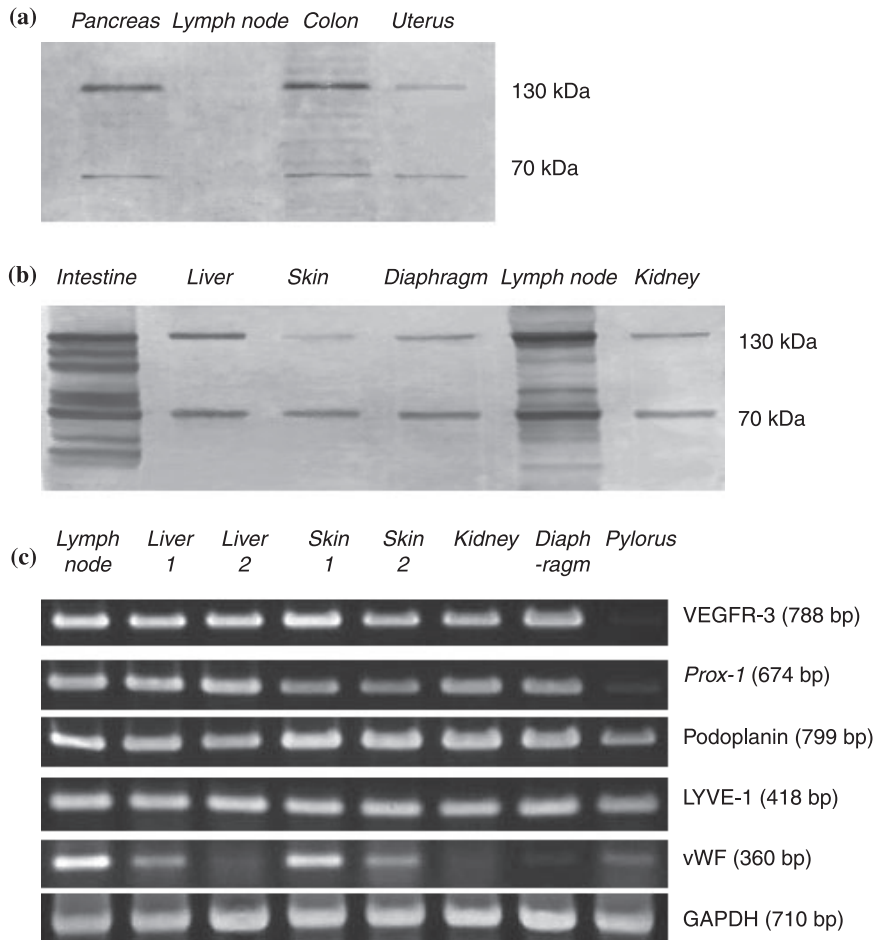 (a)
Pancreas Lymph node Colon Uterus
130 kDa
70 kDa
(b)
Intestine Liver Skin Diaphragm Lymph node Kidney
130 kDa
70 kDa
(c)
Lymph Liver Liver Skin Skin Kidney Diaph Pylorus
node 1 2 1 2 -ragm
VEGFR-3 (788 bp)
Prox-1 (674 bp)
Podoplanin (799 bp)
LYVE-1 (418 bp)
vWF (360 bp)
GAPDH (710 bp)